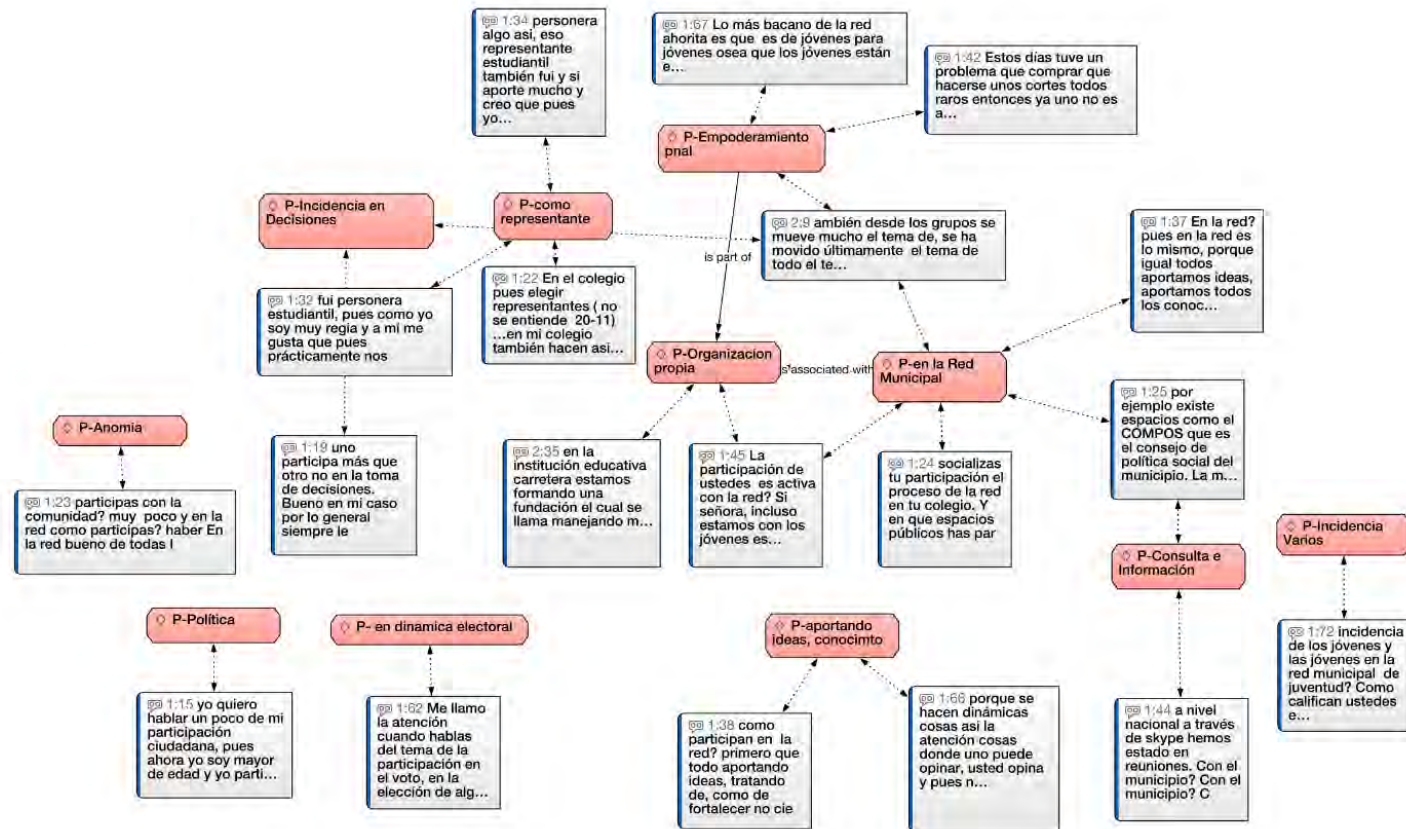 1:34 personera
algo asi, eso
representante
estudiantil
también fui y si
aporte mucho y
creo que pues
yo...
1:67 Lo más bacano de la red
ahorita es que es de jóvenes para
jóvenes osea que los jóvenes están
e...
1:42 Estos días tuve un
problema que comprar que
hacerse unos cortes todos
raros entonces ya uno no es
a...
P-Empoderamiento
pnal
P-Incidencia en
Decisiones
P-como
representante
2:9 ambién desde los grupos se
mueve mucho el tema de, se ha
movido últimamente el tema de
todo el te...
1:37 En la red?
pues en la red es
lo mismo, porque
igual todos
aportamos ideas,
aportamos todos
los conoc...
is part of
1:32 fui personera
estudiantil, pues como yo
soy muy regia y a mi me
gusta que pues
prácticamente nos
1:22 En el colegio
pues elegir
representantes ( no
se entiende 20-11)
...en mi colegio
también hacen asi...
P-Organizacion
propia
is associated with
P-en la Red
Municipal
P-Anomia
1:23 participas con la
comunidad? muy poco y en la
red como participas? haber En
la red bueno de todas l
1:19 uno
participa más que
otro no en la toma
de decisiones.
Bueno en mi caso
por lo general
siempre le
2:35 en la
institución educativa
carretera estamos
formando una
fundación el cual se
llama manejando m...
1:45 La
participación de
ustedes es activa
con la red? Si
señora, incluso
estamos con los
jóvenes es...
1:24 socializas
tu participación el
proceso de la red
en tu colegio. Y
en que espacios
públicos has par
1:25 por
ejemplo existe
espacios como el
COMPOS que es
el consejo de
política social del
municipio. La m...
P-Consulta e
Información
P-Incidencia
Varios
P-Política
P- en dinamica electoral
P-aportando
ideas, conocimto
1:15 yo quiero
hablar un poco de mi
participación
ciudadana, pues
ahora yo soy mayor
de edad y yo parti...
1:62 Me llamo
la atención
cuando hablas
del tema de la
participación en
el voto, en la
elección de alg...
1:38 como
participan en la
red? primero que
todo aportando
ideas, tratando
de, como de
fortalecer no cie
1:66 porque se
hacen dinámicas
cosas asi la
atención cosas
donde uno puede
opinar, usted opina
y pues n...
1:44 a nivel
nacional a través
de skype hemos
estado en
reuniones. Con el
municipio? Con el
municipio? C
1:72 incidencia
de los jóvenes y
las jóvenes en la
red municipal de
juventud? Como
califican ustedes
e...